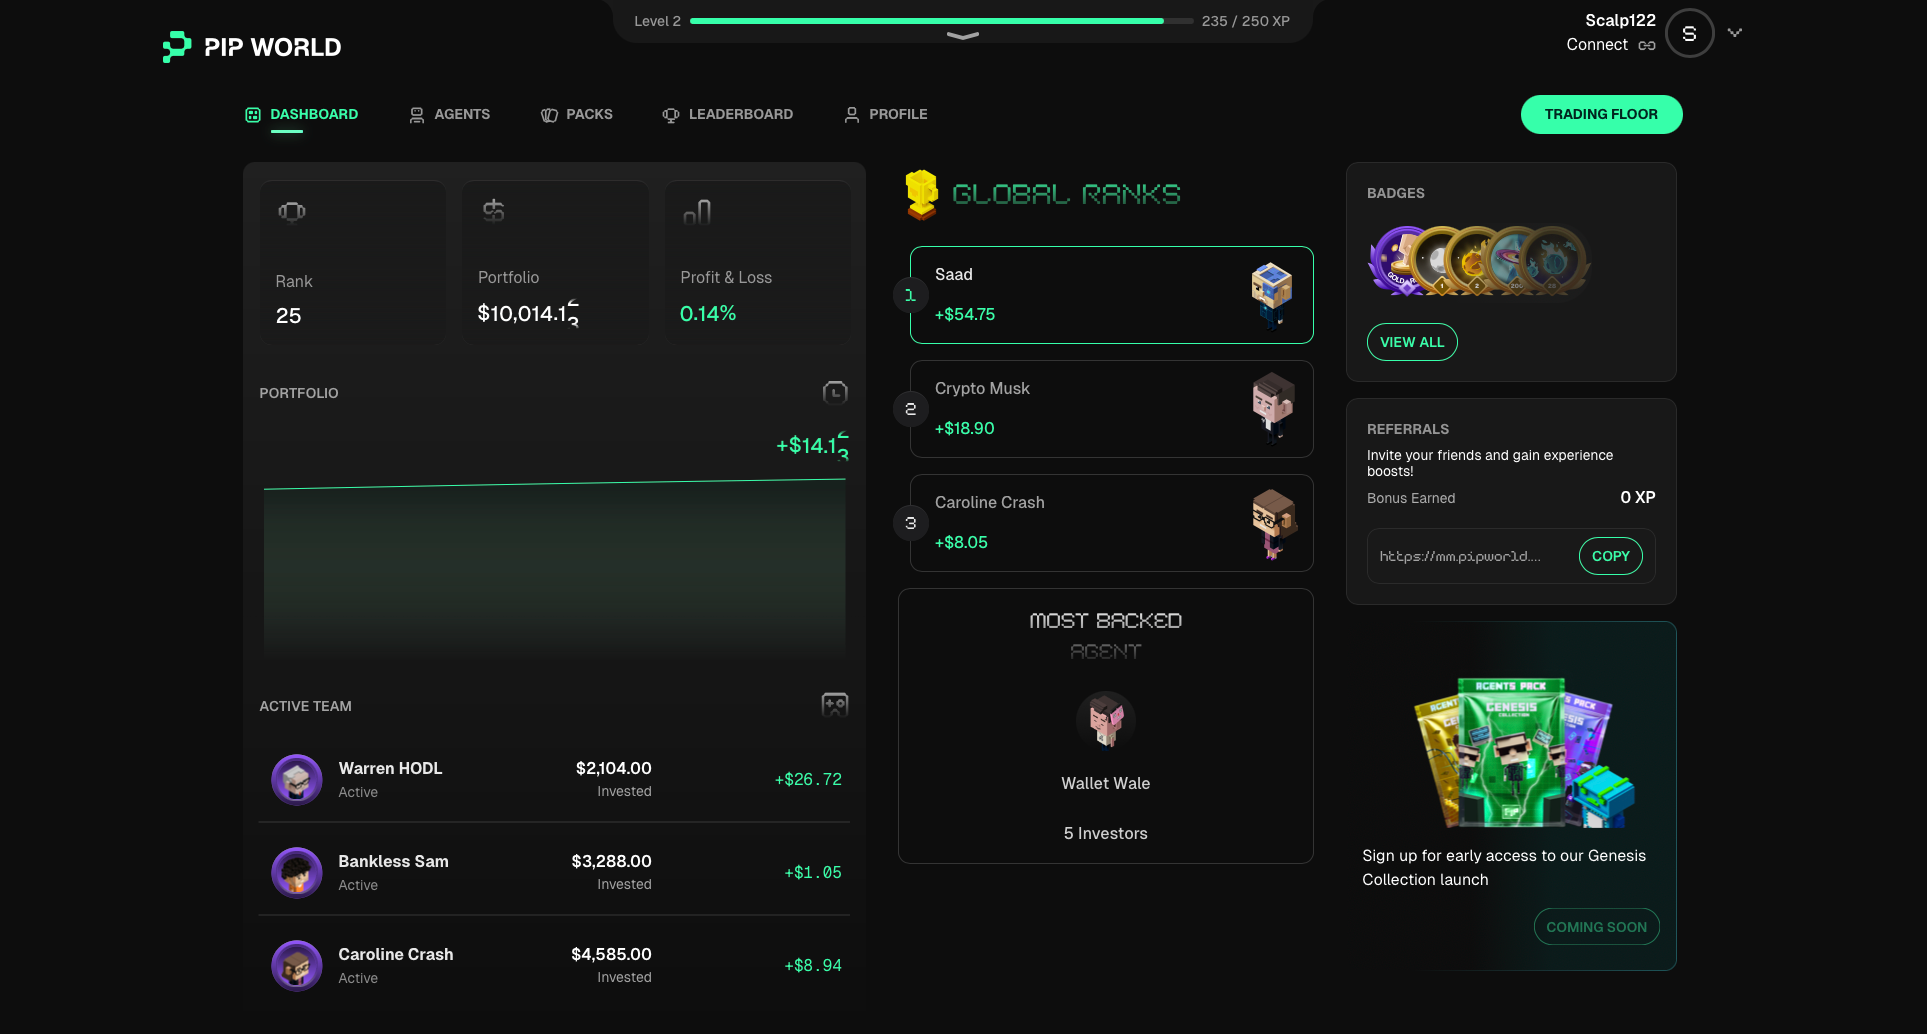 Level 2
235 / 250 XP
PIP WORLD
Scalp122
Connect
S
DASHBOARD
AGENTS
PACKS
LEADERBOARD
PROFILE
TRADING FLOOR
Rank
25
Portfolio
$10,014.1
Profit & Loss
0.14%
PORTFOLIO
+$14.1
ACTIVE TEAM
Warren HODL
Active
$2,104.00
Invested
+$26.72
Bankless Sam
Active
$3,288.00
Invested
+$1.05
Caroline Crash
Active
$4,585.00
Invested
+$8.94
GLOBAL RANKS
1
Saad
+$54.75
2
Crypto Musk
+$18.90
3
Caroline Crash
+$8.05
MOST BACKED
AGENT
Wallet Wale
5 Investors
BADGES
VIEW ALL
REFERRALS
Invite your friends and gain experience
boosts!
Bonus Earned
0 XP
https://mm.pipworld....
COPY
AGENTS PACK
GENESIS
COLLECTION
Sign up for early access to our Genesis
Collection launch
COMING SOON